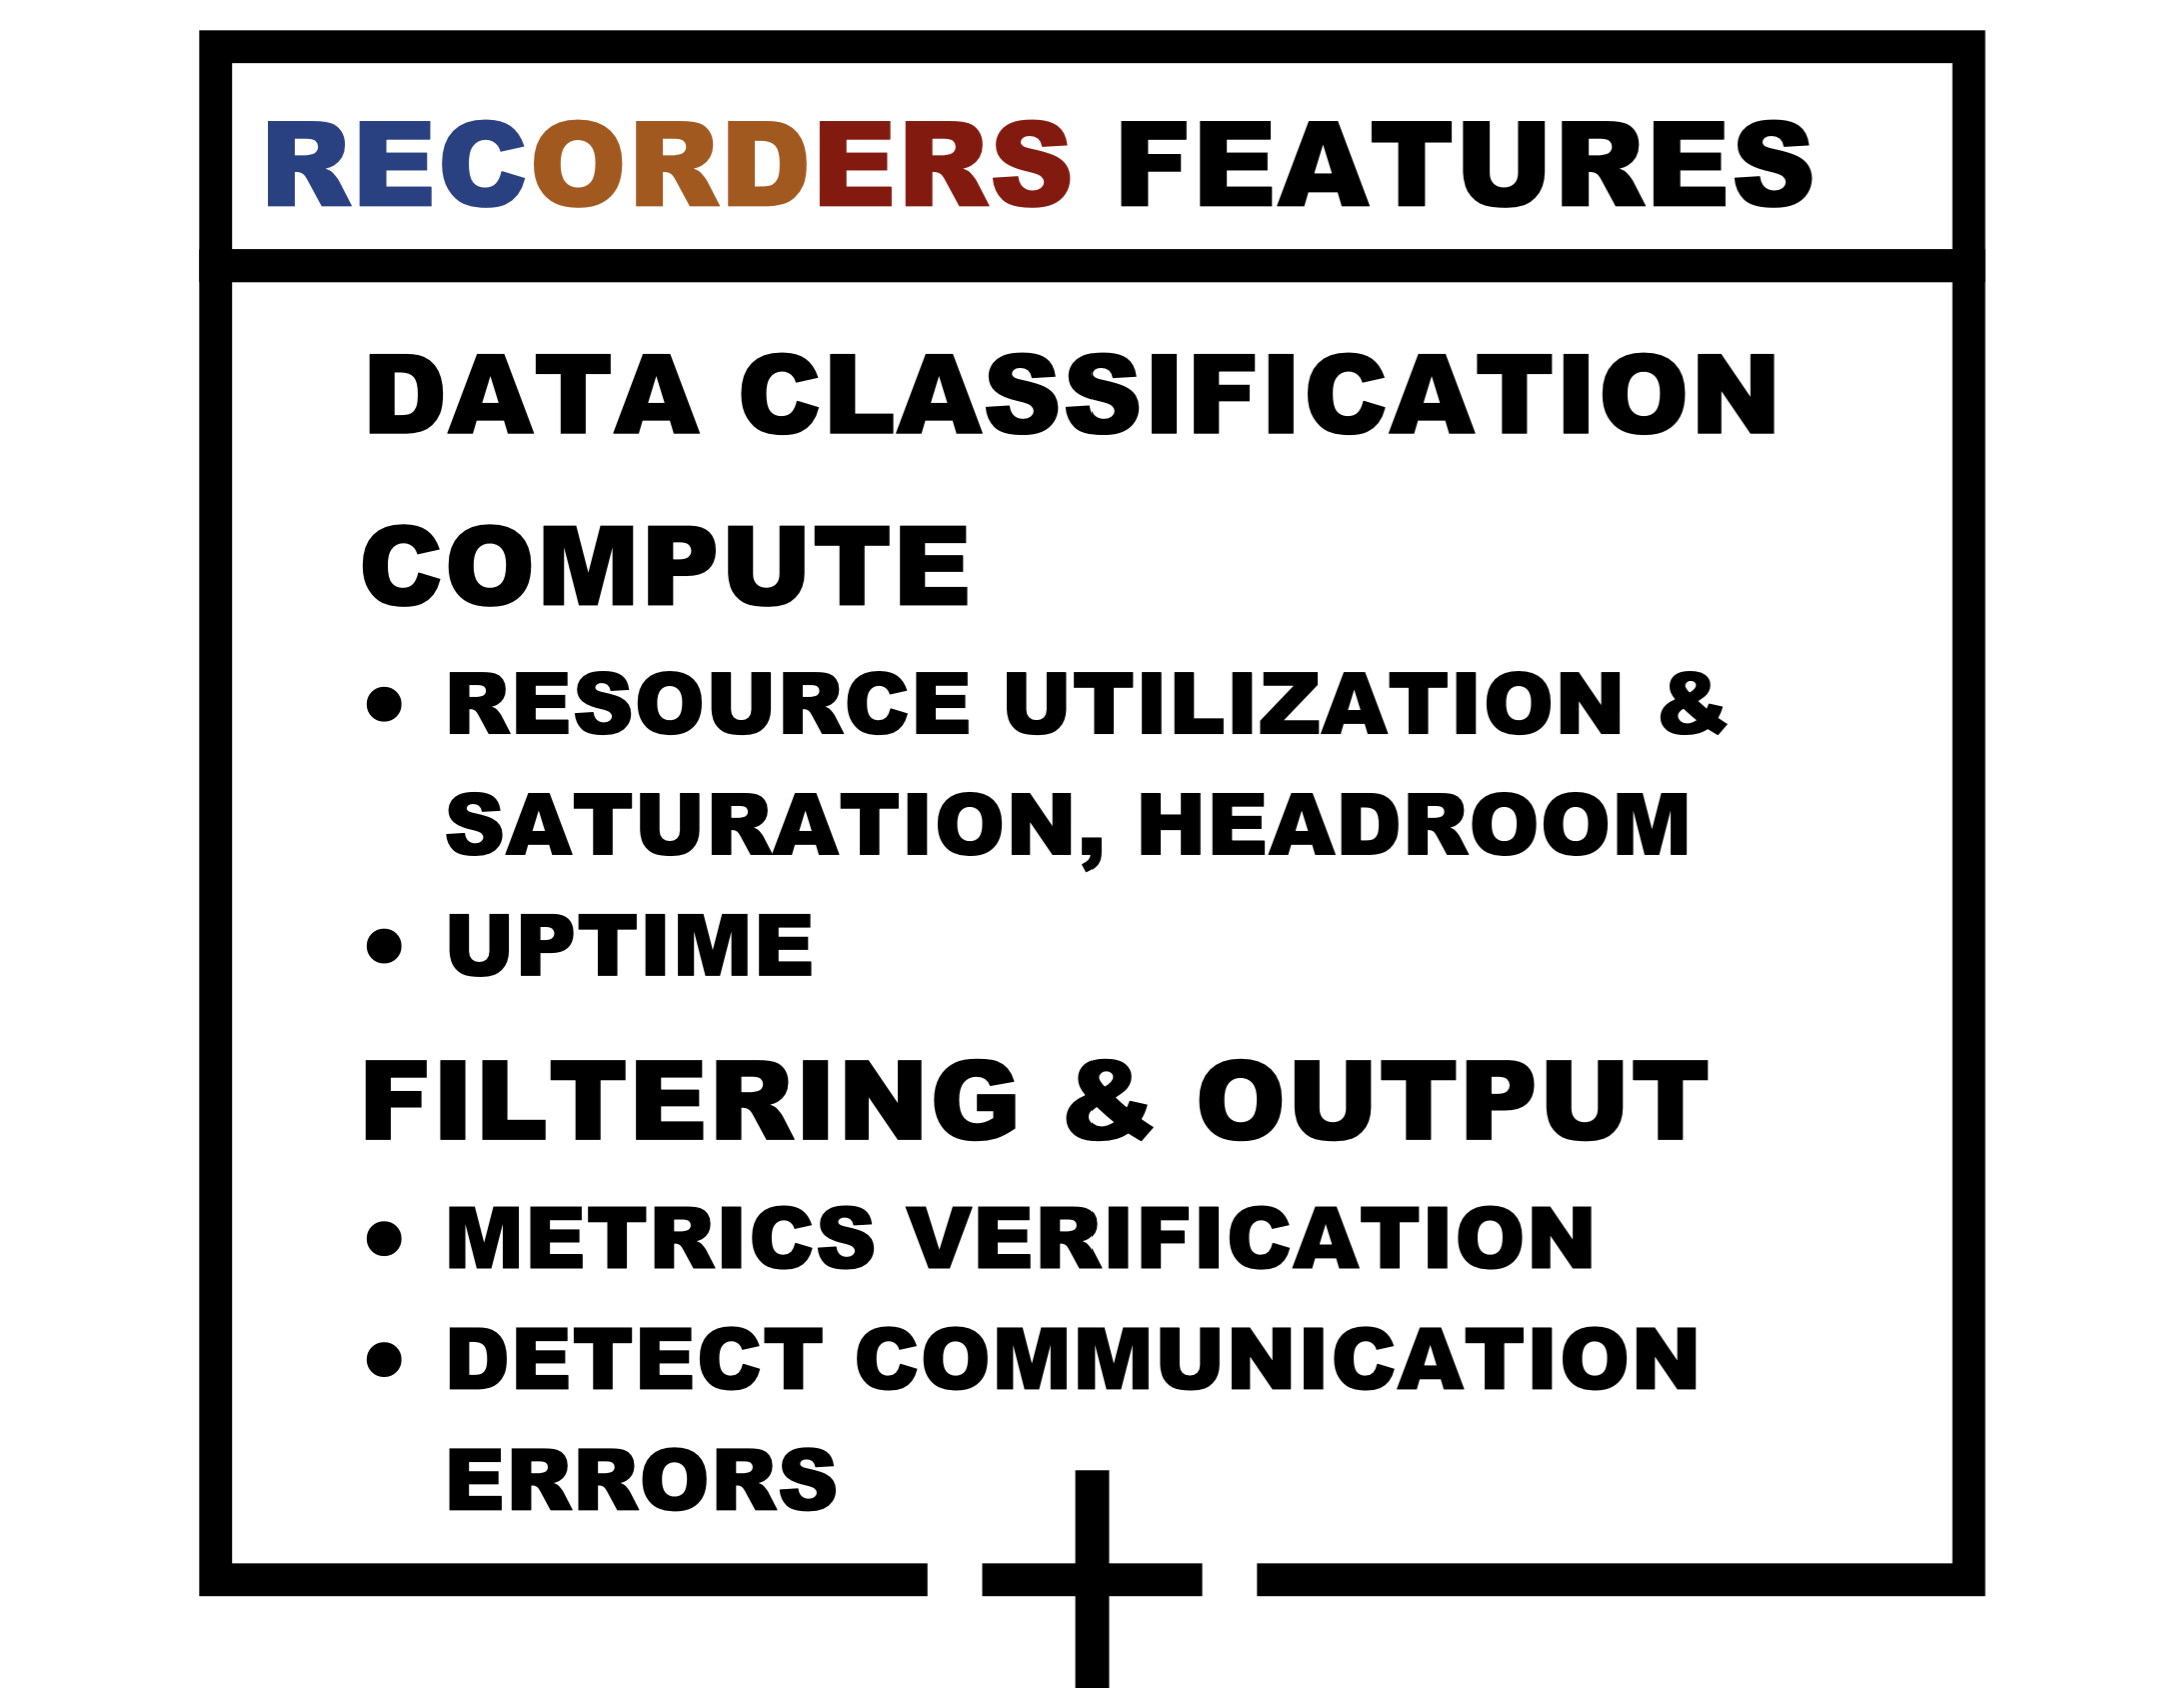 RECORDERS FEATURES
DATA CLASSIFICATION
COMPUTE
• RESOURCE UTILIZATION &
SATURATION, HEADROOM
• UPTIME
FILTERING & OUTPUT
• METRICS VERIFICATION
• DETECT COMMUNICATION
ERRORS